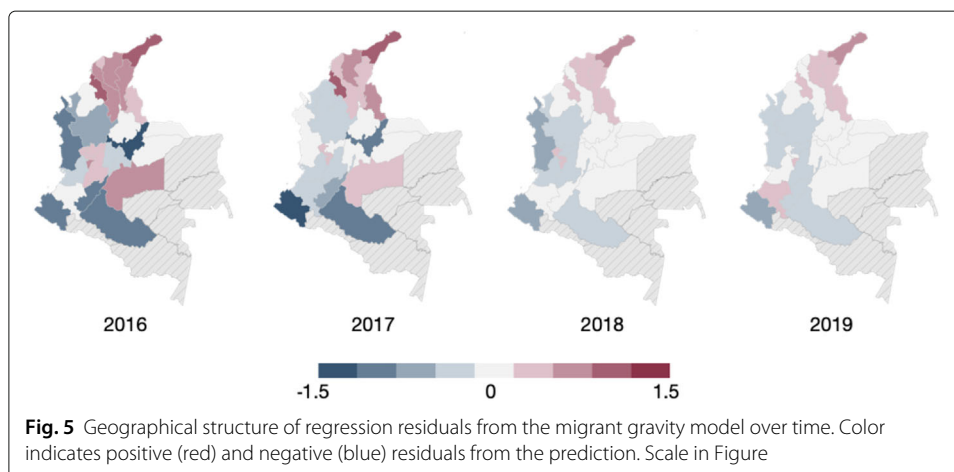 2016 2017 2018 2019
-1.5 0 1.5
Fig. 5 Geographical structure of regression residuals from the migrant gravity model over time. Color
indicates positive (red) and negative (blue) residuals from the prediction. Scale in Figure